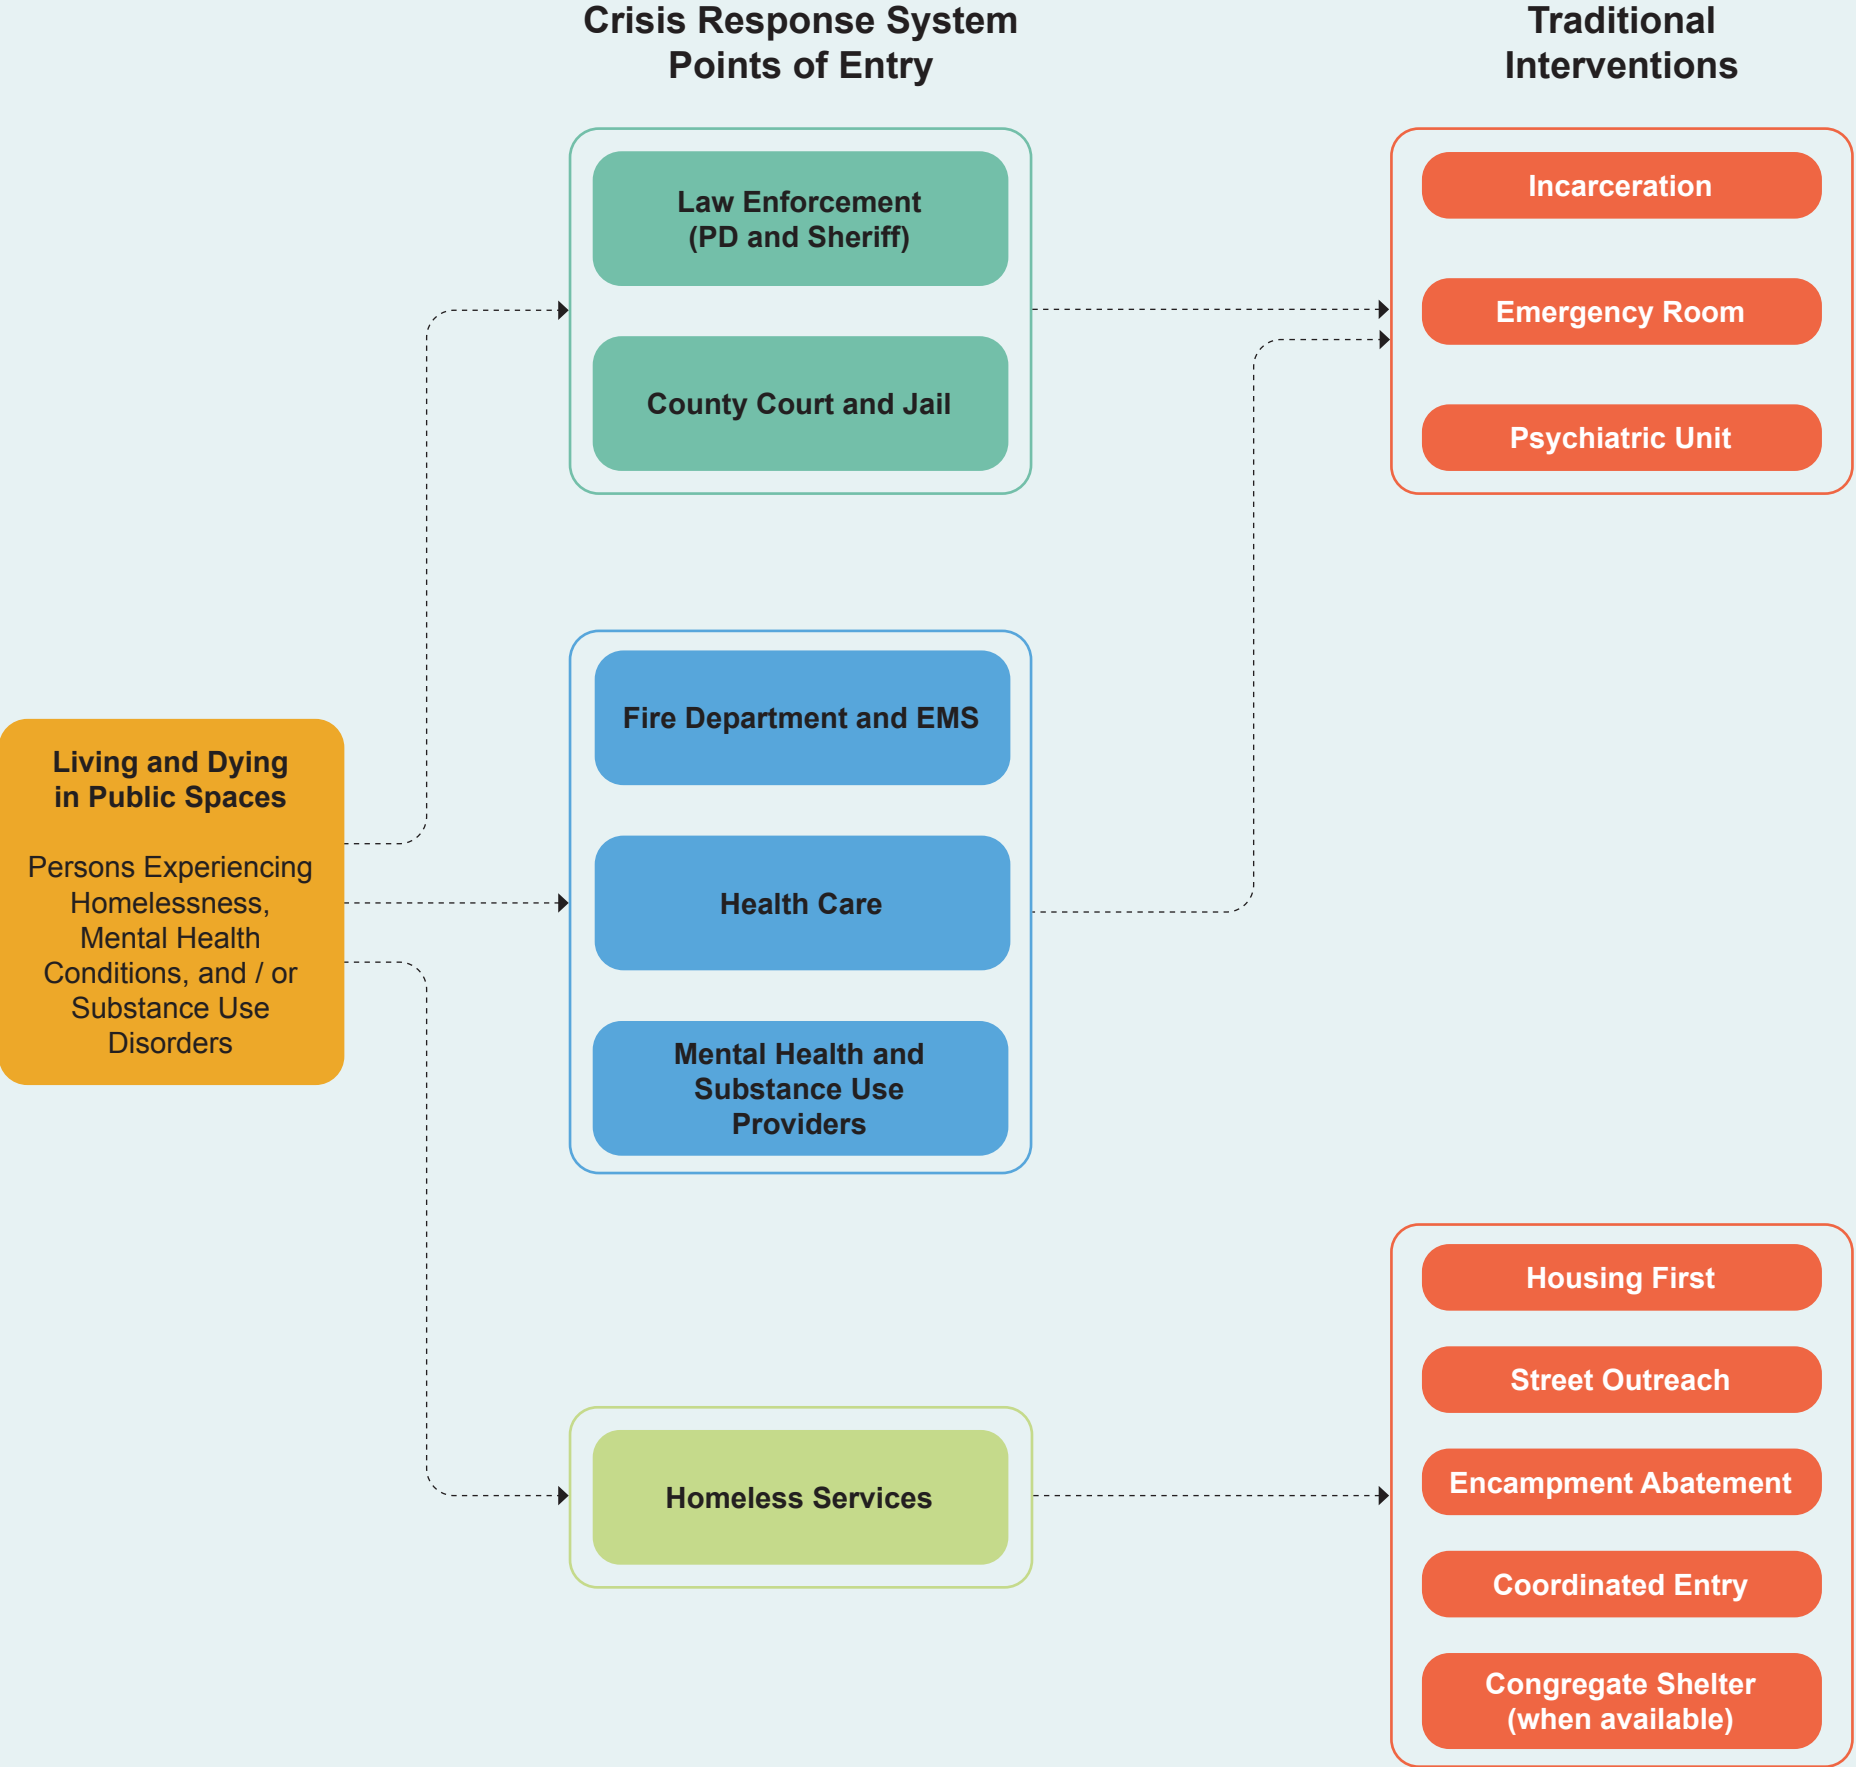 Crisis Response System
Points of Entry
Traditional
Interventions
Living and Dying
in Public Spaces
Persons Experiencing
Homelessness,
Mental Health
Conditions, and / or
Substance Use
Disorders
Law Enforcement
(PD and Sheriff)
County Court and Jail
Fire Department and EMS
Health Care
Mental Health and
Substance Use
Providers
Homeless Services
Incarceration
Emergency Room
Psychiatric Unit
Housing First
Street Outreach
Encampment Abatement
Coordinated Entry
Congregate Shelter
(when available)